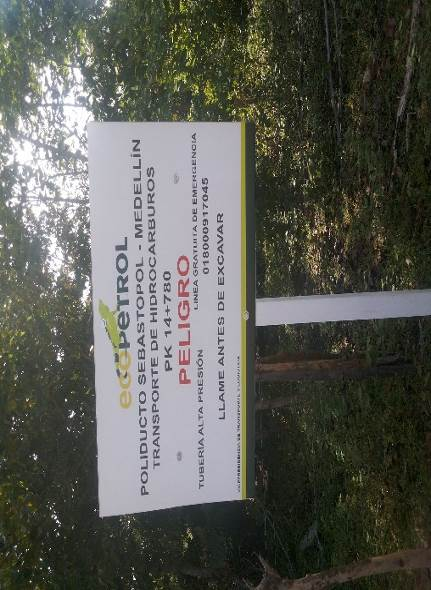 ecopetrol
POLIDUCTO SEBASTOPOL - MEDELLÍN
TRANSPORTE DE HIDROCARBUROS
PK 14+780
PELIGRO
TUBERÍA ALTA PRESIÓN
LINEA GRATUITA DE EMERGENCIA
018000917045
LLAME ANTES DE EXCAVAR